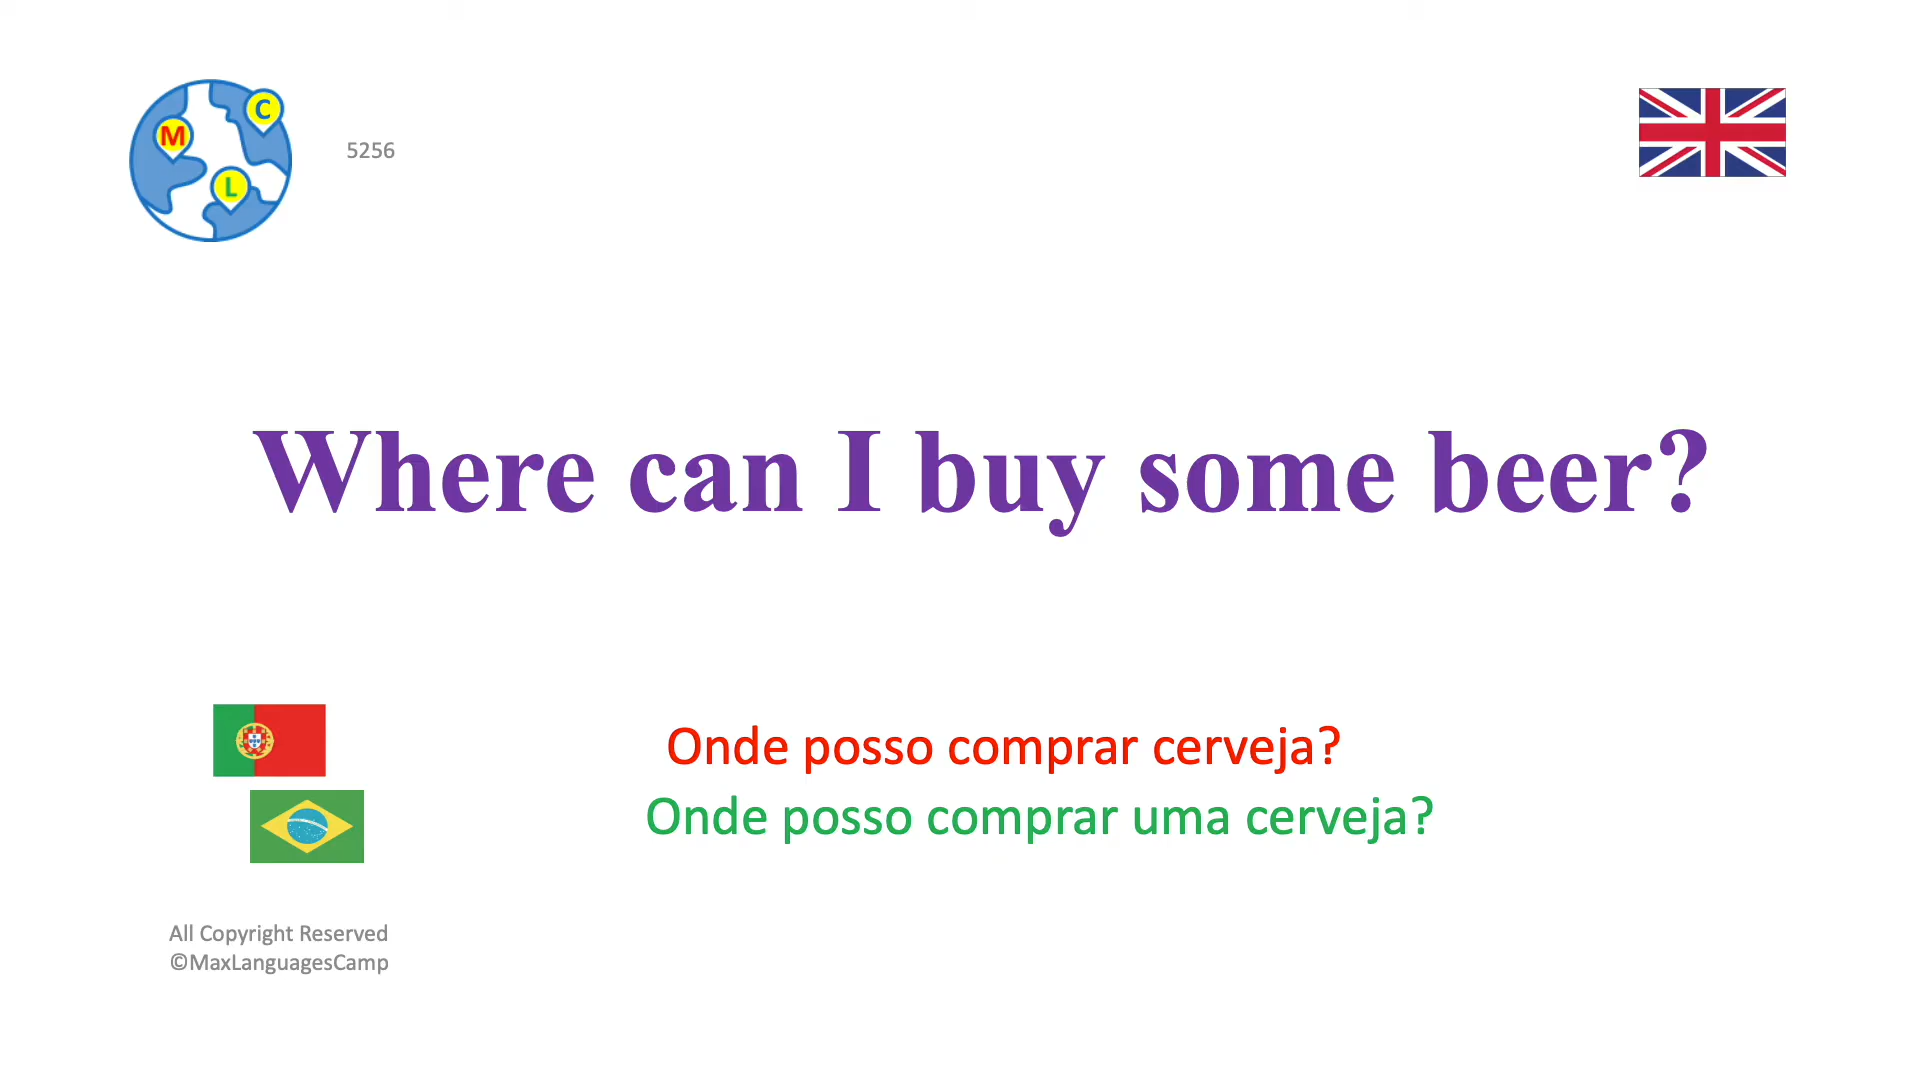 M
C
L
5256
Where can I buy some beer?
Onde posso comprar cerveja?
Onde posso comprar uma cerveja?
All Copyright Reserved
©MaxLanguagesCamp